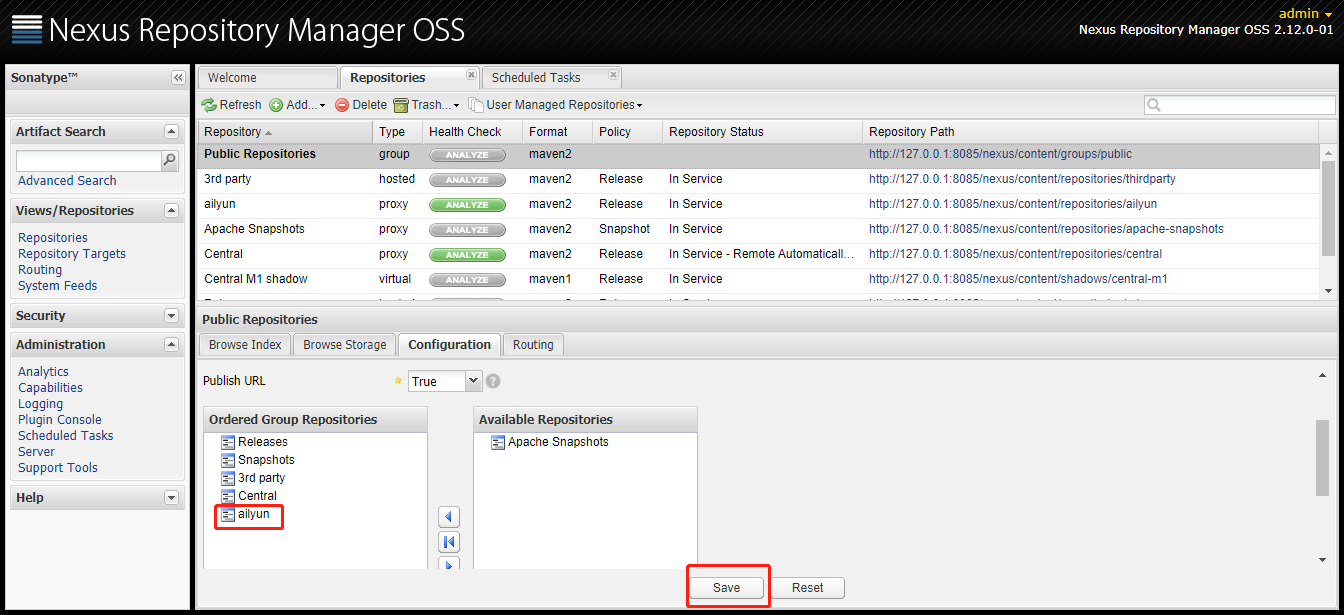 admin
Nexus Repository Manager OSS
Nexus Repository Manager OSS 2.12.0-01
Sonatype™
Welcome
Repositories
Scheduled Tasks
Refresh Add... Delete Trash... User Managed Repositories
Artifact Search
Advanced Search
Views/Repositories
Repositories
Repository Targets
Routing
System Feeds
Security
Administration
Analytics
Capabilities
Logging
Plugin Console
Scheduled Tasks
Server
Support Tools
Help
Repository Type Health Check Format Policy Repository Status Repository Path
Public Repositories group ANALYZE maven2 http://127.0.0.1:8085/nexus/content/groups/public
3rd party hosted ANALYZE maven2 Release In Service http://127.0.0.1:8085/nexus/content/repositories/thirdparty
ailyun proxy ANALYZE maven2 Release In Service http://127.0.0.1:8085/nexus/content/repositories/ailyun
Apache Snapshots proxy ANALYZE maven2 Snapshot In Service http://127.0.0.1:8085/nexus/content/repositories/apache-snapshots
Central proxy ANALYZE maven2 Release In Service - Remote Automaticall... http://127.0.0.1:8085/nexus/content/repositories/central
Central M1 shadow virtual ANALYZE maven1 Release In Service http://127.0.0.1:8085/nexus/content/shadows/central-m1
Public Repositories
Browse Index Browse Storage Configuration Routing
Publish URL True ?
Ordered Group Repositories
Releases
Snapshots
3rd party
Central
ailyun
Available Repositories
Apache Snapshots
Save Reset